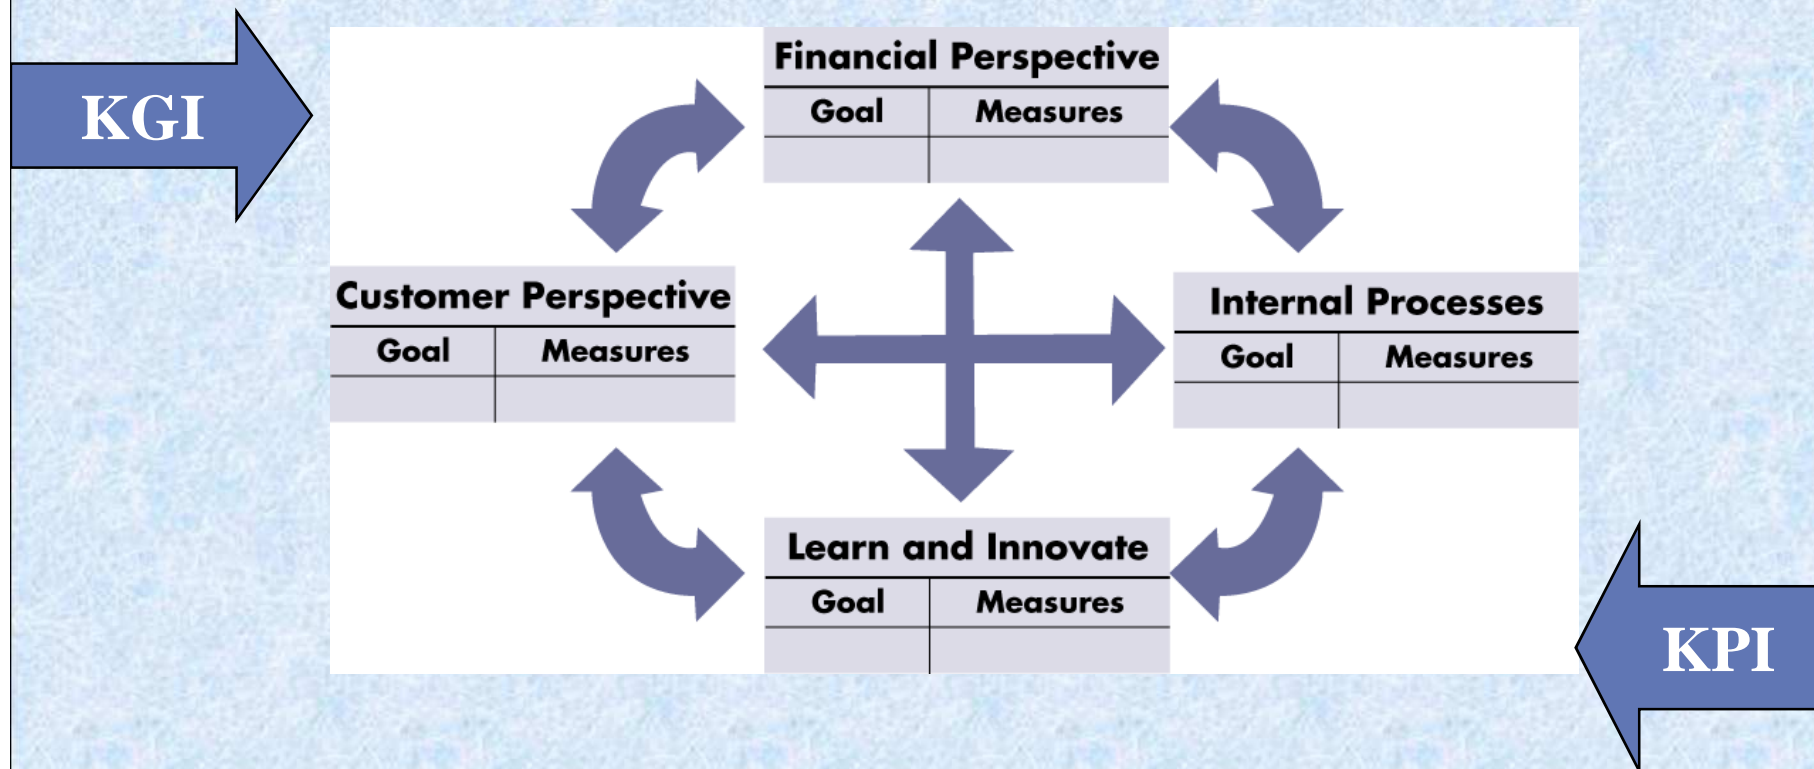 KGI
Financial Perspective
Goal Measures
Customer Perspective
Goal Measures
Internal Processes
Goal Measures
Learn and Innovate
Goal Measures
KPI